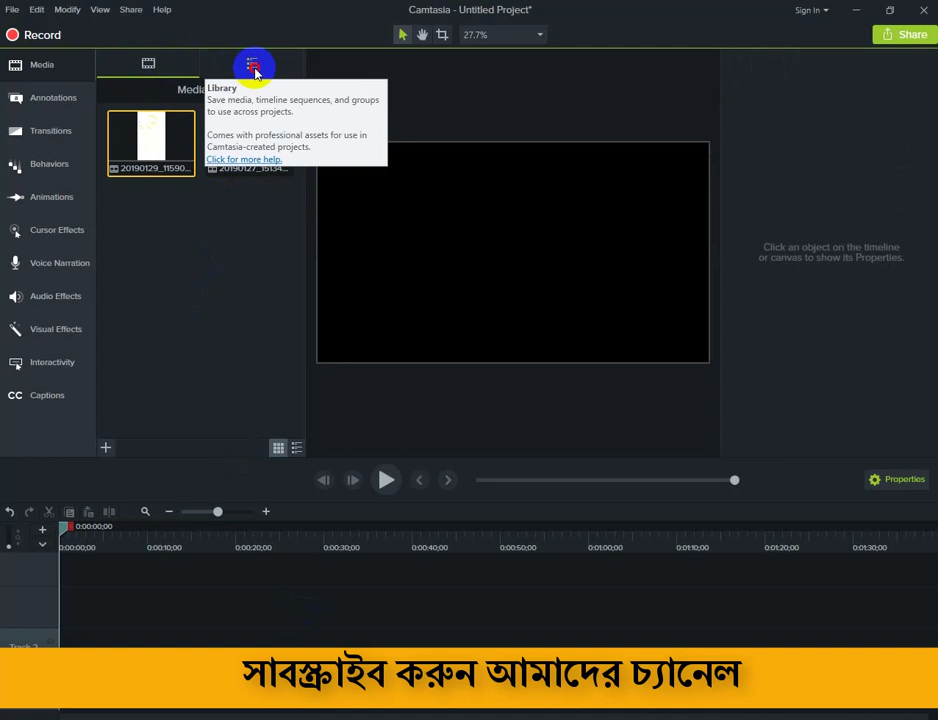 File Edit Modify View Share Help
Camtasia - Untitled Project*
Sign In
Record
27.7%
Share
Media
Annotations
Transitions
Behaviors
Animations
Cursor Effects
Voice Narration
Audio Effects
Visual Effects
Interactivity
CC Captions
Media
Library
Save media, timeline sequences, and groups
to use across projects.
Comes with professional assets for use in
Camtasia-created projects.
Click for more help.
20190129_11590...
20190127_15134...
Click an object on the timeline
or canvas to show its Properties.
Properties
0:00:00;00
0:00:00;00 0:00:10;00 0:00:20;00 0:00:30;00 0:00:40;00 0:00:50;00 0:01:00;00 0:01:10;00 0:01:20;00 0:01:30;00
Track 2
সাবস্ক্রাইব করুন আমাদের চ্যানেল